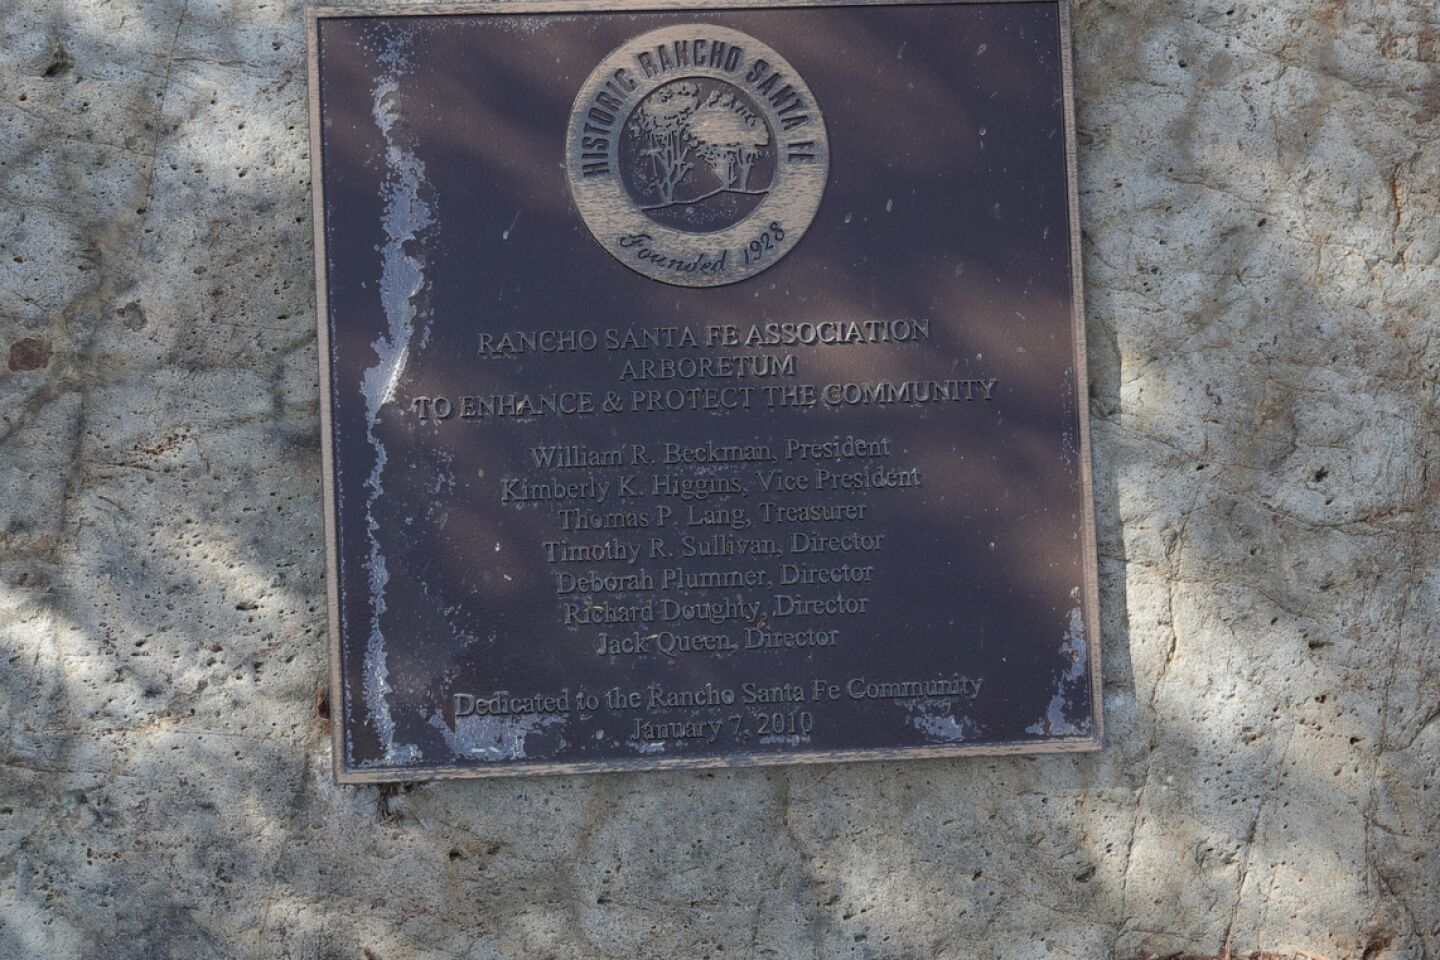 HISTORIC RANCHO SANTA FE
Founded 1928
RANCHO SANTA FE ASSOCIATION
ARBORETUM
TO ENHANCE & PROTECT THE COMMUNITY
William R. Beckman, President
Kimberly K. Higgins, Vice President
Thomas P. Lang, Treasurer
Timothy R. Sullivan, Director
Deborah Plummer, Director
Richard Doughty, Director
Jack Queen, Director
Dedicated to the Rancho Santa Fe Community
January 7, 2010